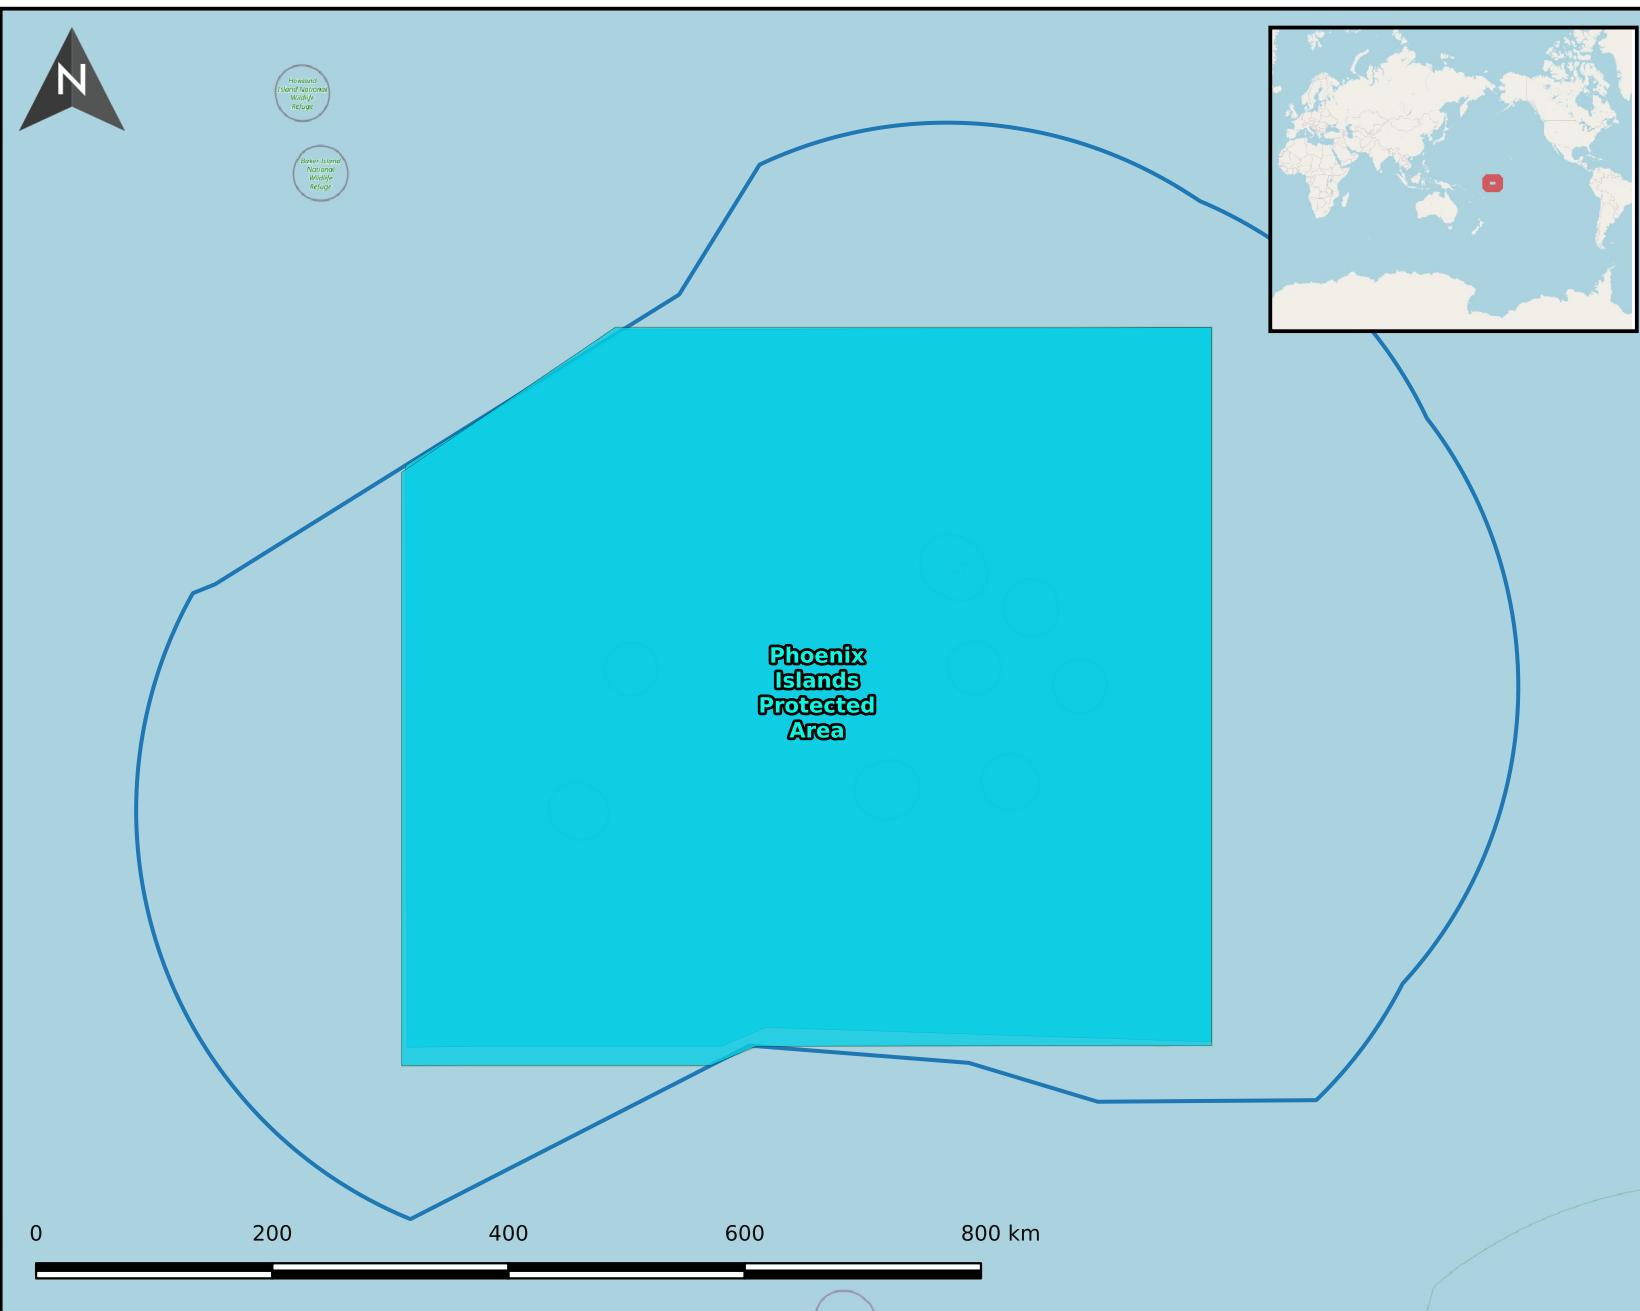 N
Howland
Island National
Wildlife
Refuge
Baker Island
National
Wildlife
Refuge
Phoenix
Islands
Protected
Area
0 200 400 600 800 km